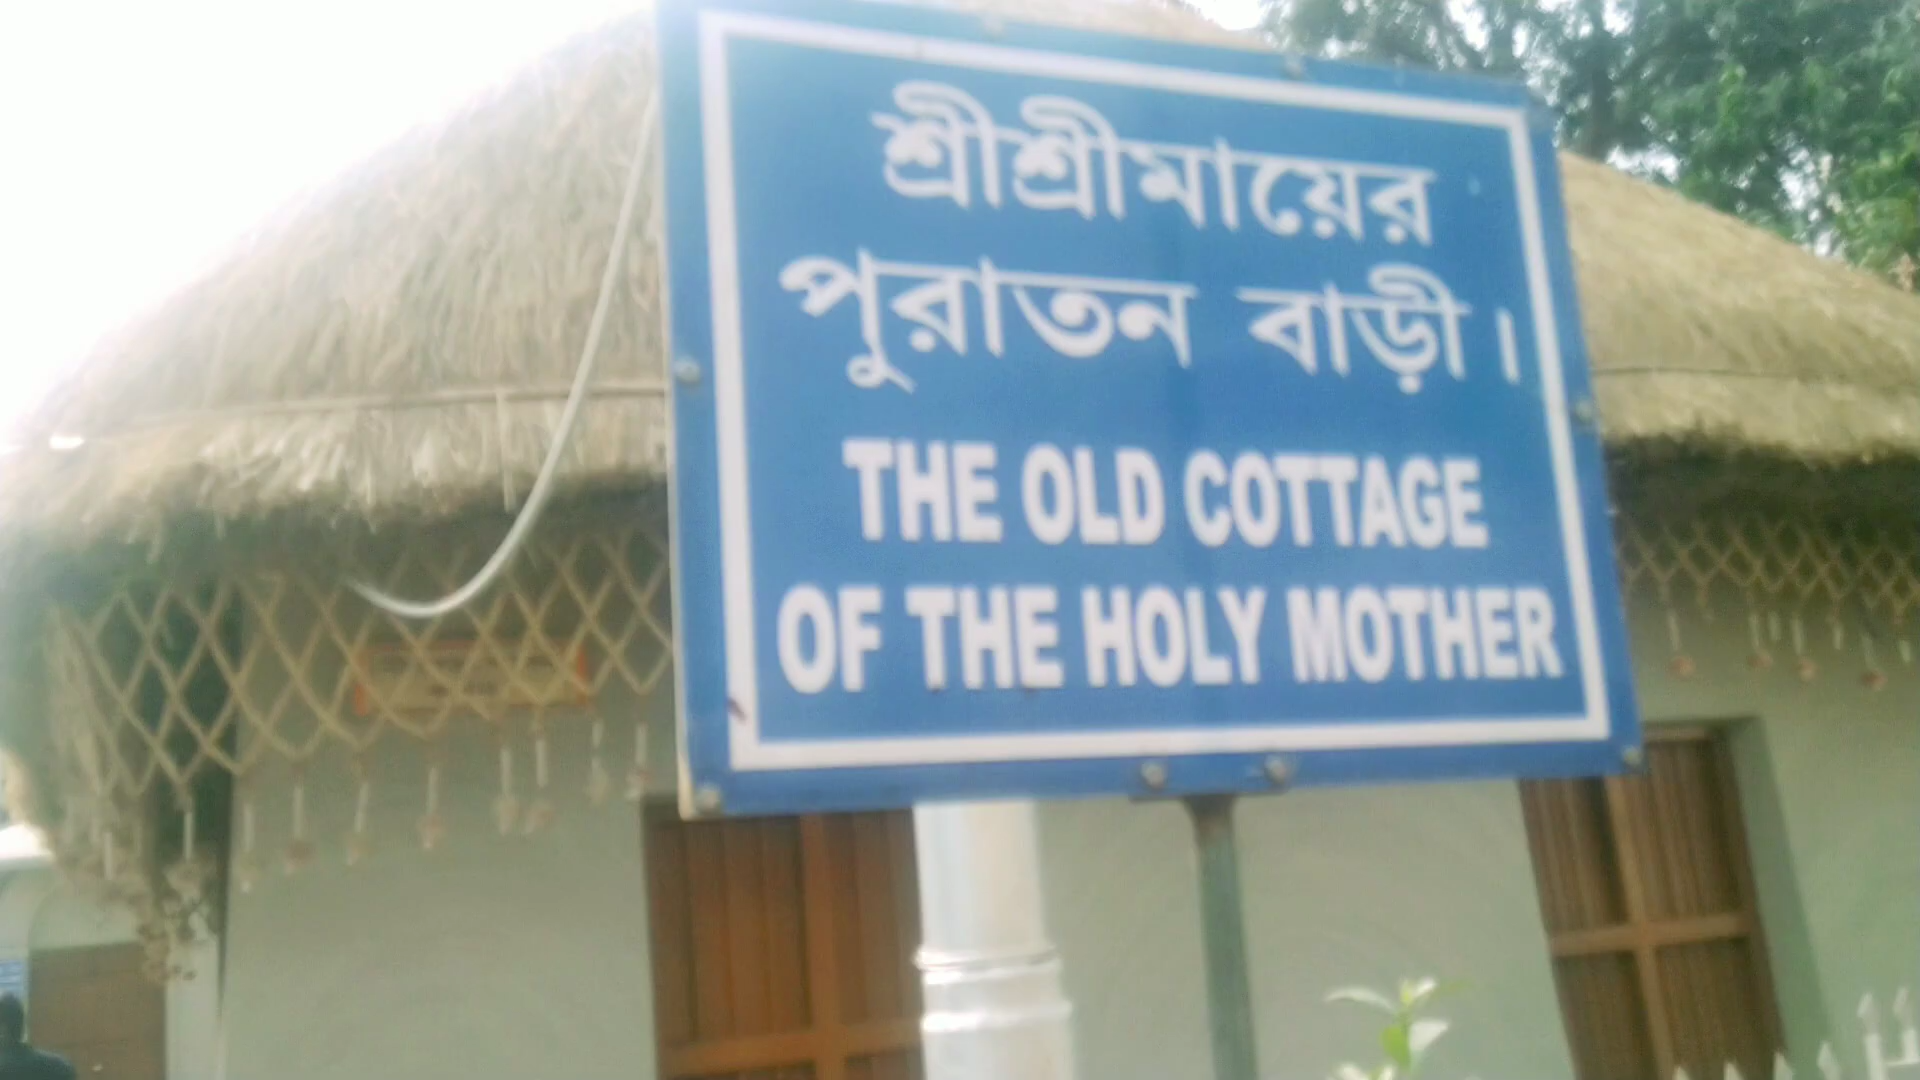 শ্রীশ্রীমায়ের
পুরাতন বাড়ী।
THE OLD COTTAGE
OF THE HOLY MOTHER